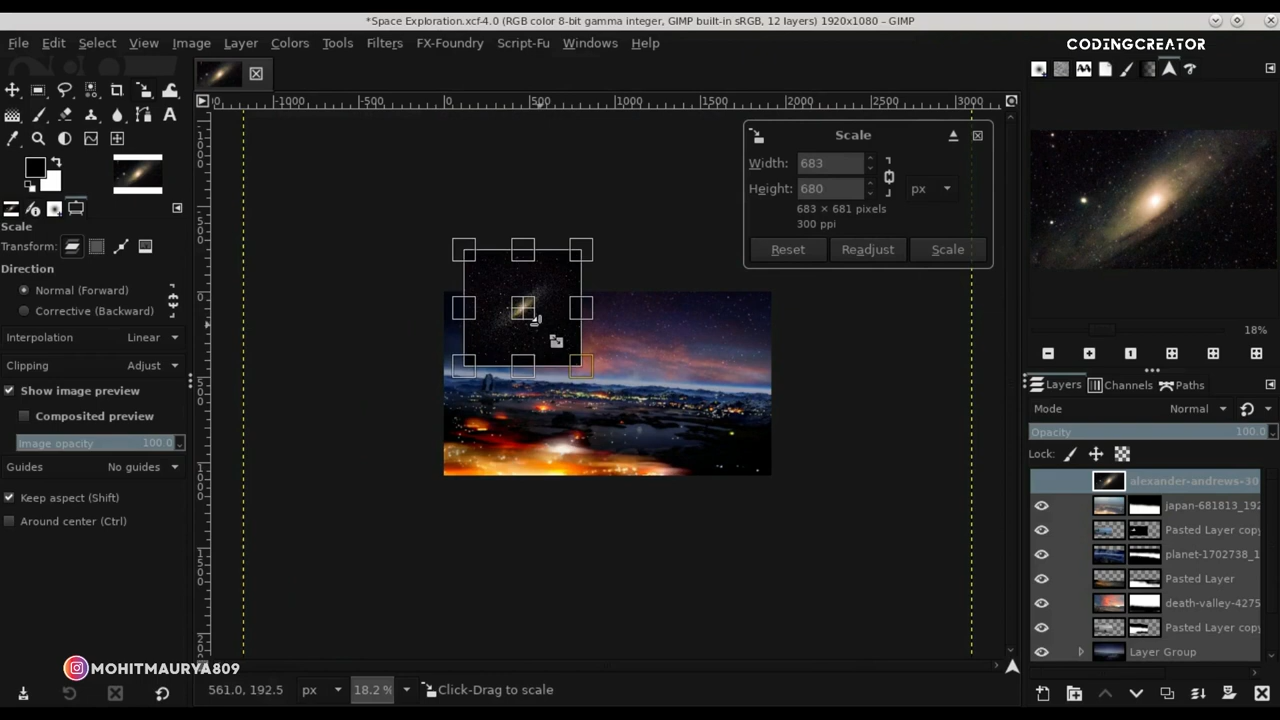 *Space Exploration.xcf-4.0 (RGB color 8-bit gamma integer, GIMP built-in sRGB, 12 layers) 1920x1080 – GIMP
File Edit Select View Image Layer Colors Tools Filters FX-Foundry Script-Fu Windows Help
CODINGCREATOR
1000 500 0 500 1000 1500 2000 2500 3000
Scale
Width: 683
Height: 680 px
683 × 681 pixels
300 ppi
Reset Readjust Scale
Scale
Transform:
Direction
Normal (Forward)
Corrective (Backward)
Interpolation Linear
Clipping Adjust
Show image preview
Composited preview
Image opacity 100.0
Guides No guides
Keep aspect (Shift)
Around center (Ctrl)
18%
Layers Channels Paths
Mode Normal
Opacity 100.0
Lock:
alexander-andrews-30
japan-681813_192
Pasted Layer copy
planet-1702738_1
Pasted Layer
death-valley-4275
Pasted Layer copy
Layer Group
MOHITMAURYA809
561.0, 192.5 px 18.2 % Click-Drag to scale